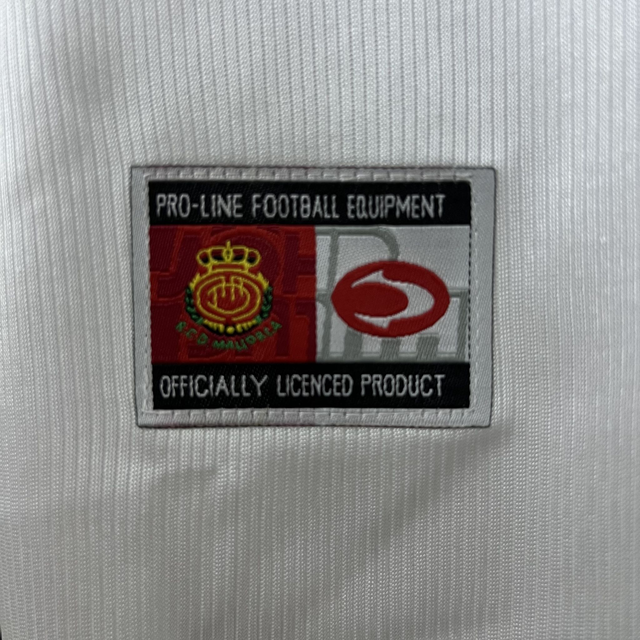 PRO-LINE FOOTBALL EQUIPMENT
R.C.D MALLORCA
OFFICIALLY LICENCED PRODUCT